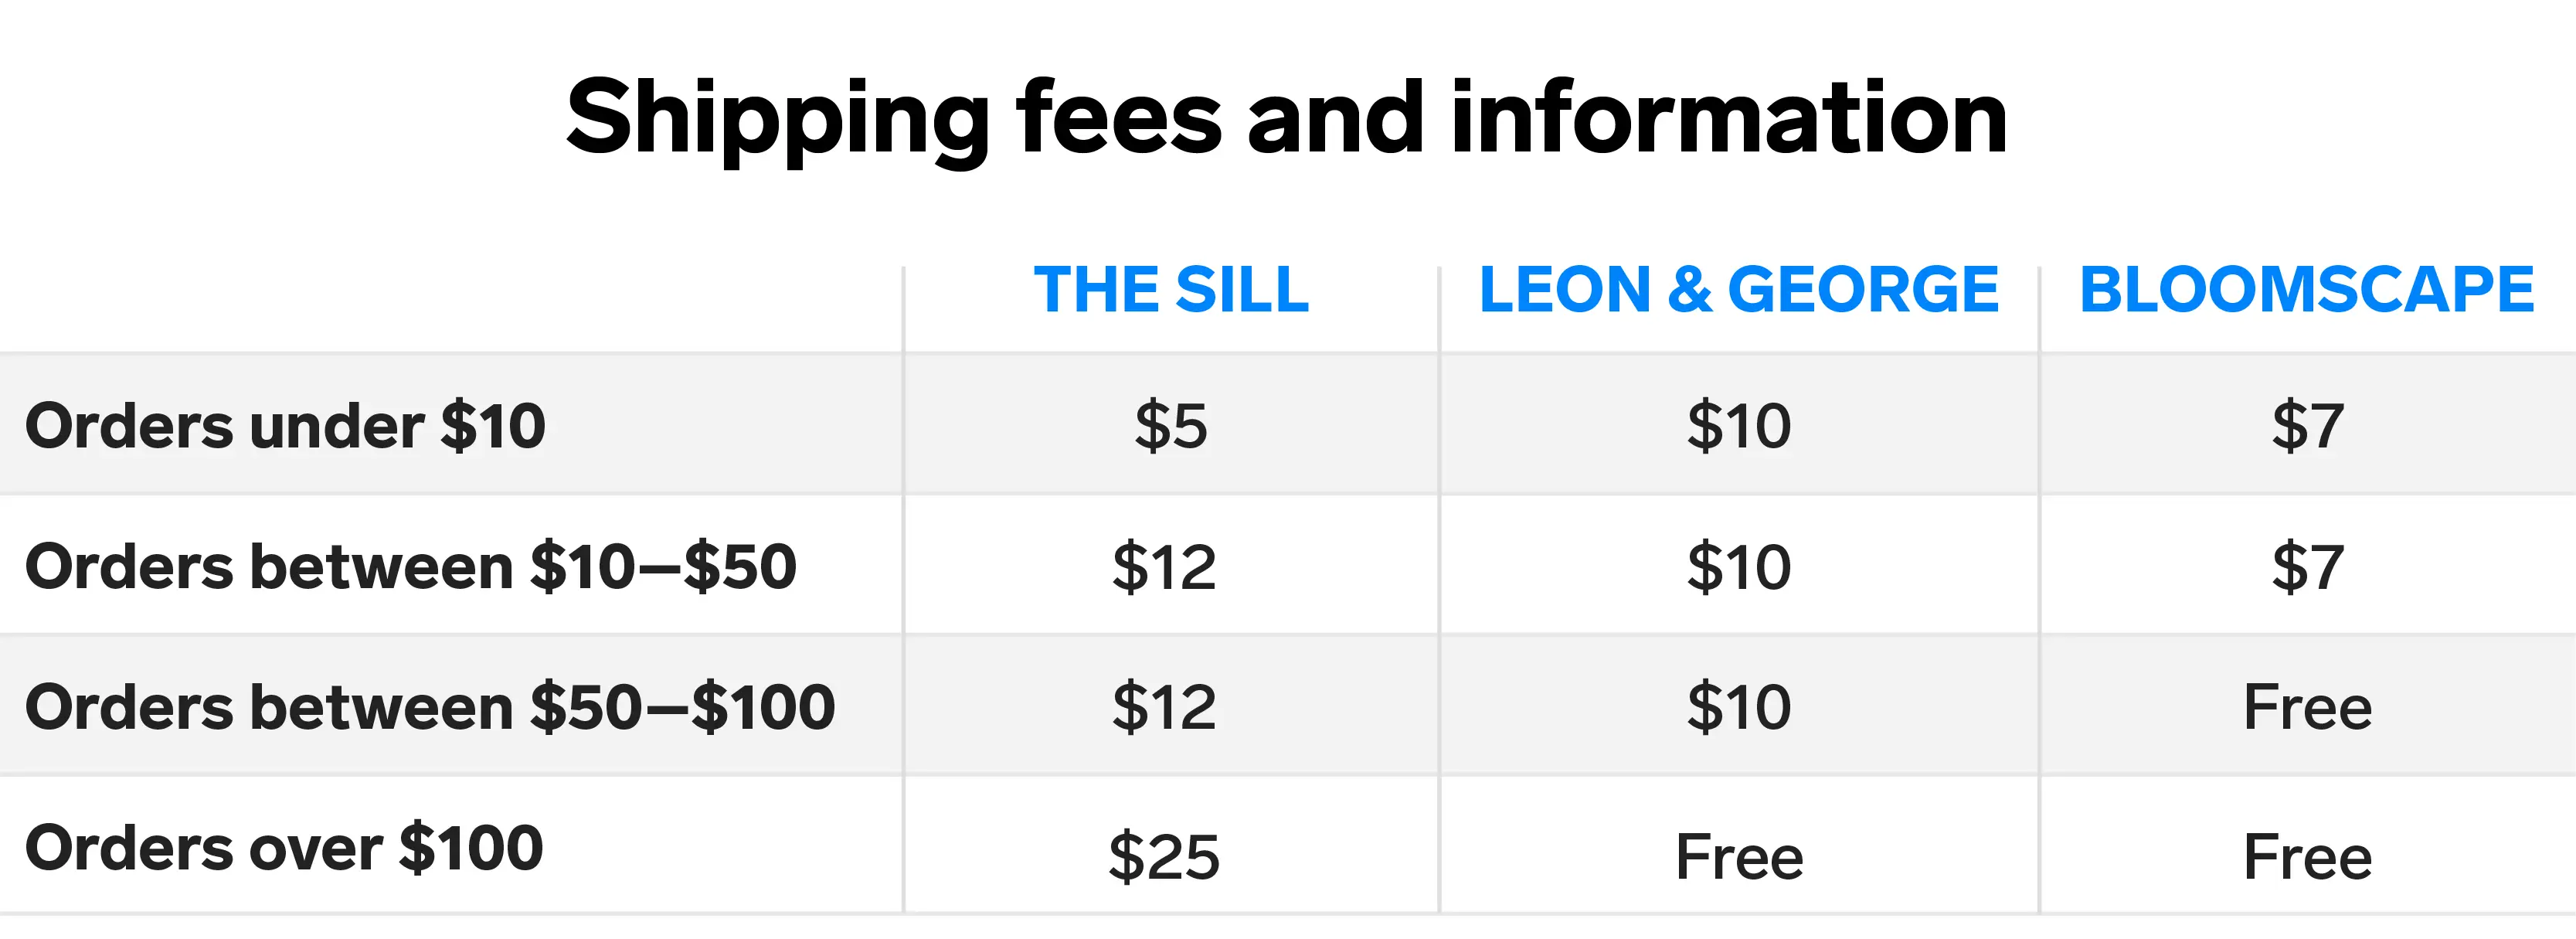 Shipping fees and information
THE SILL LEON & GEORGE BLOOMSCAPE
Orders under $10 $5 $10 $7
Orders between $10–$50 $12 $10 $7
Orders between $50–$100 $12 $10 Free
Orders over $100 $25 Free Free